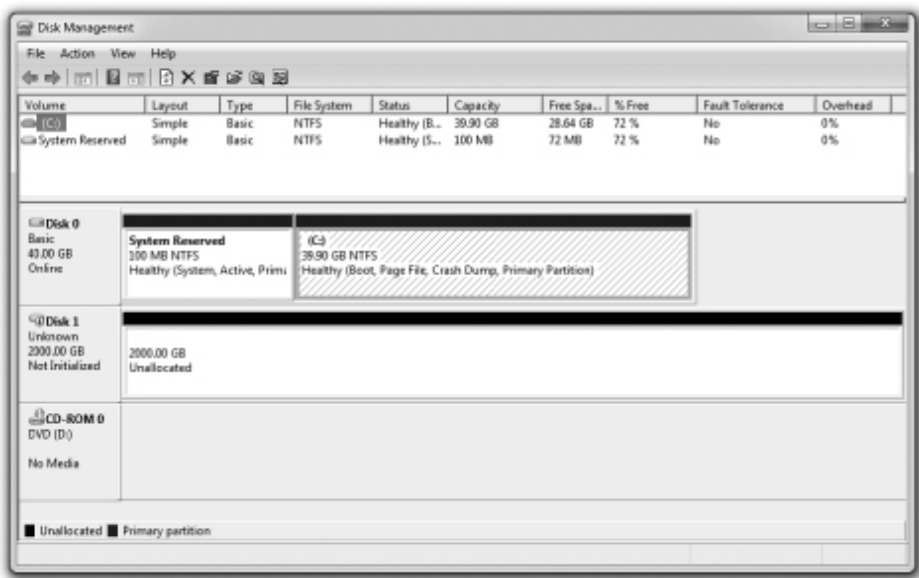 Disk Management
File Action View Help
Volume Layout Type File System Status Capacity Free Spa... % Free Fault Tolerance Overhead
(C:) Simple Basic NTFS Healthy (B... 39.90 GB 28.64 GB 72 % No 0%
System Reserved Simple Basic NTFS Healthy (S... 100 MB 72 MB 72 % No 0%
Disk 0
Basic
40.00 GB
Online
System Reserved
100 MB NTFS
Healthy (System, Active, Prima
(C:)
39.90 GB NTFS
Healthy (Boot, Page File, Crash Dump, Primary Partition)
Disk 1
Unknown
2000.00 GB
Not Initialized
2000.00 GB
Unallocated
CD-ROM 0
DVD (D:)
No Media
Unallocated Primary partition